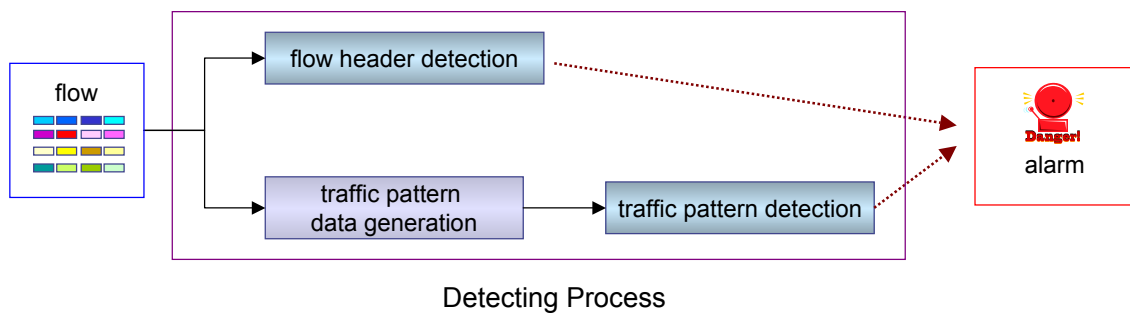 flow
flow header detection
traffic pattern
data generation
traffic pattern detection
Danger!
alarm
Detecting Process